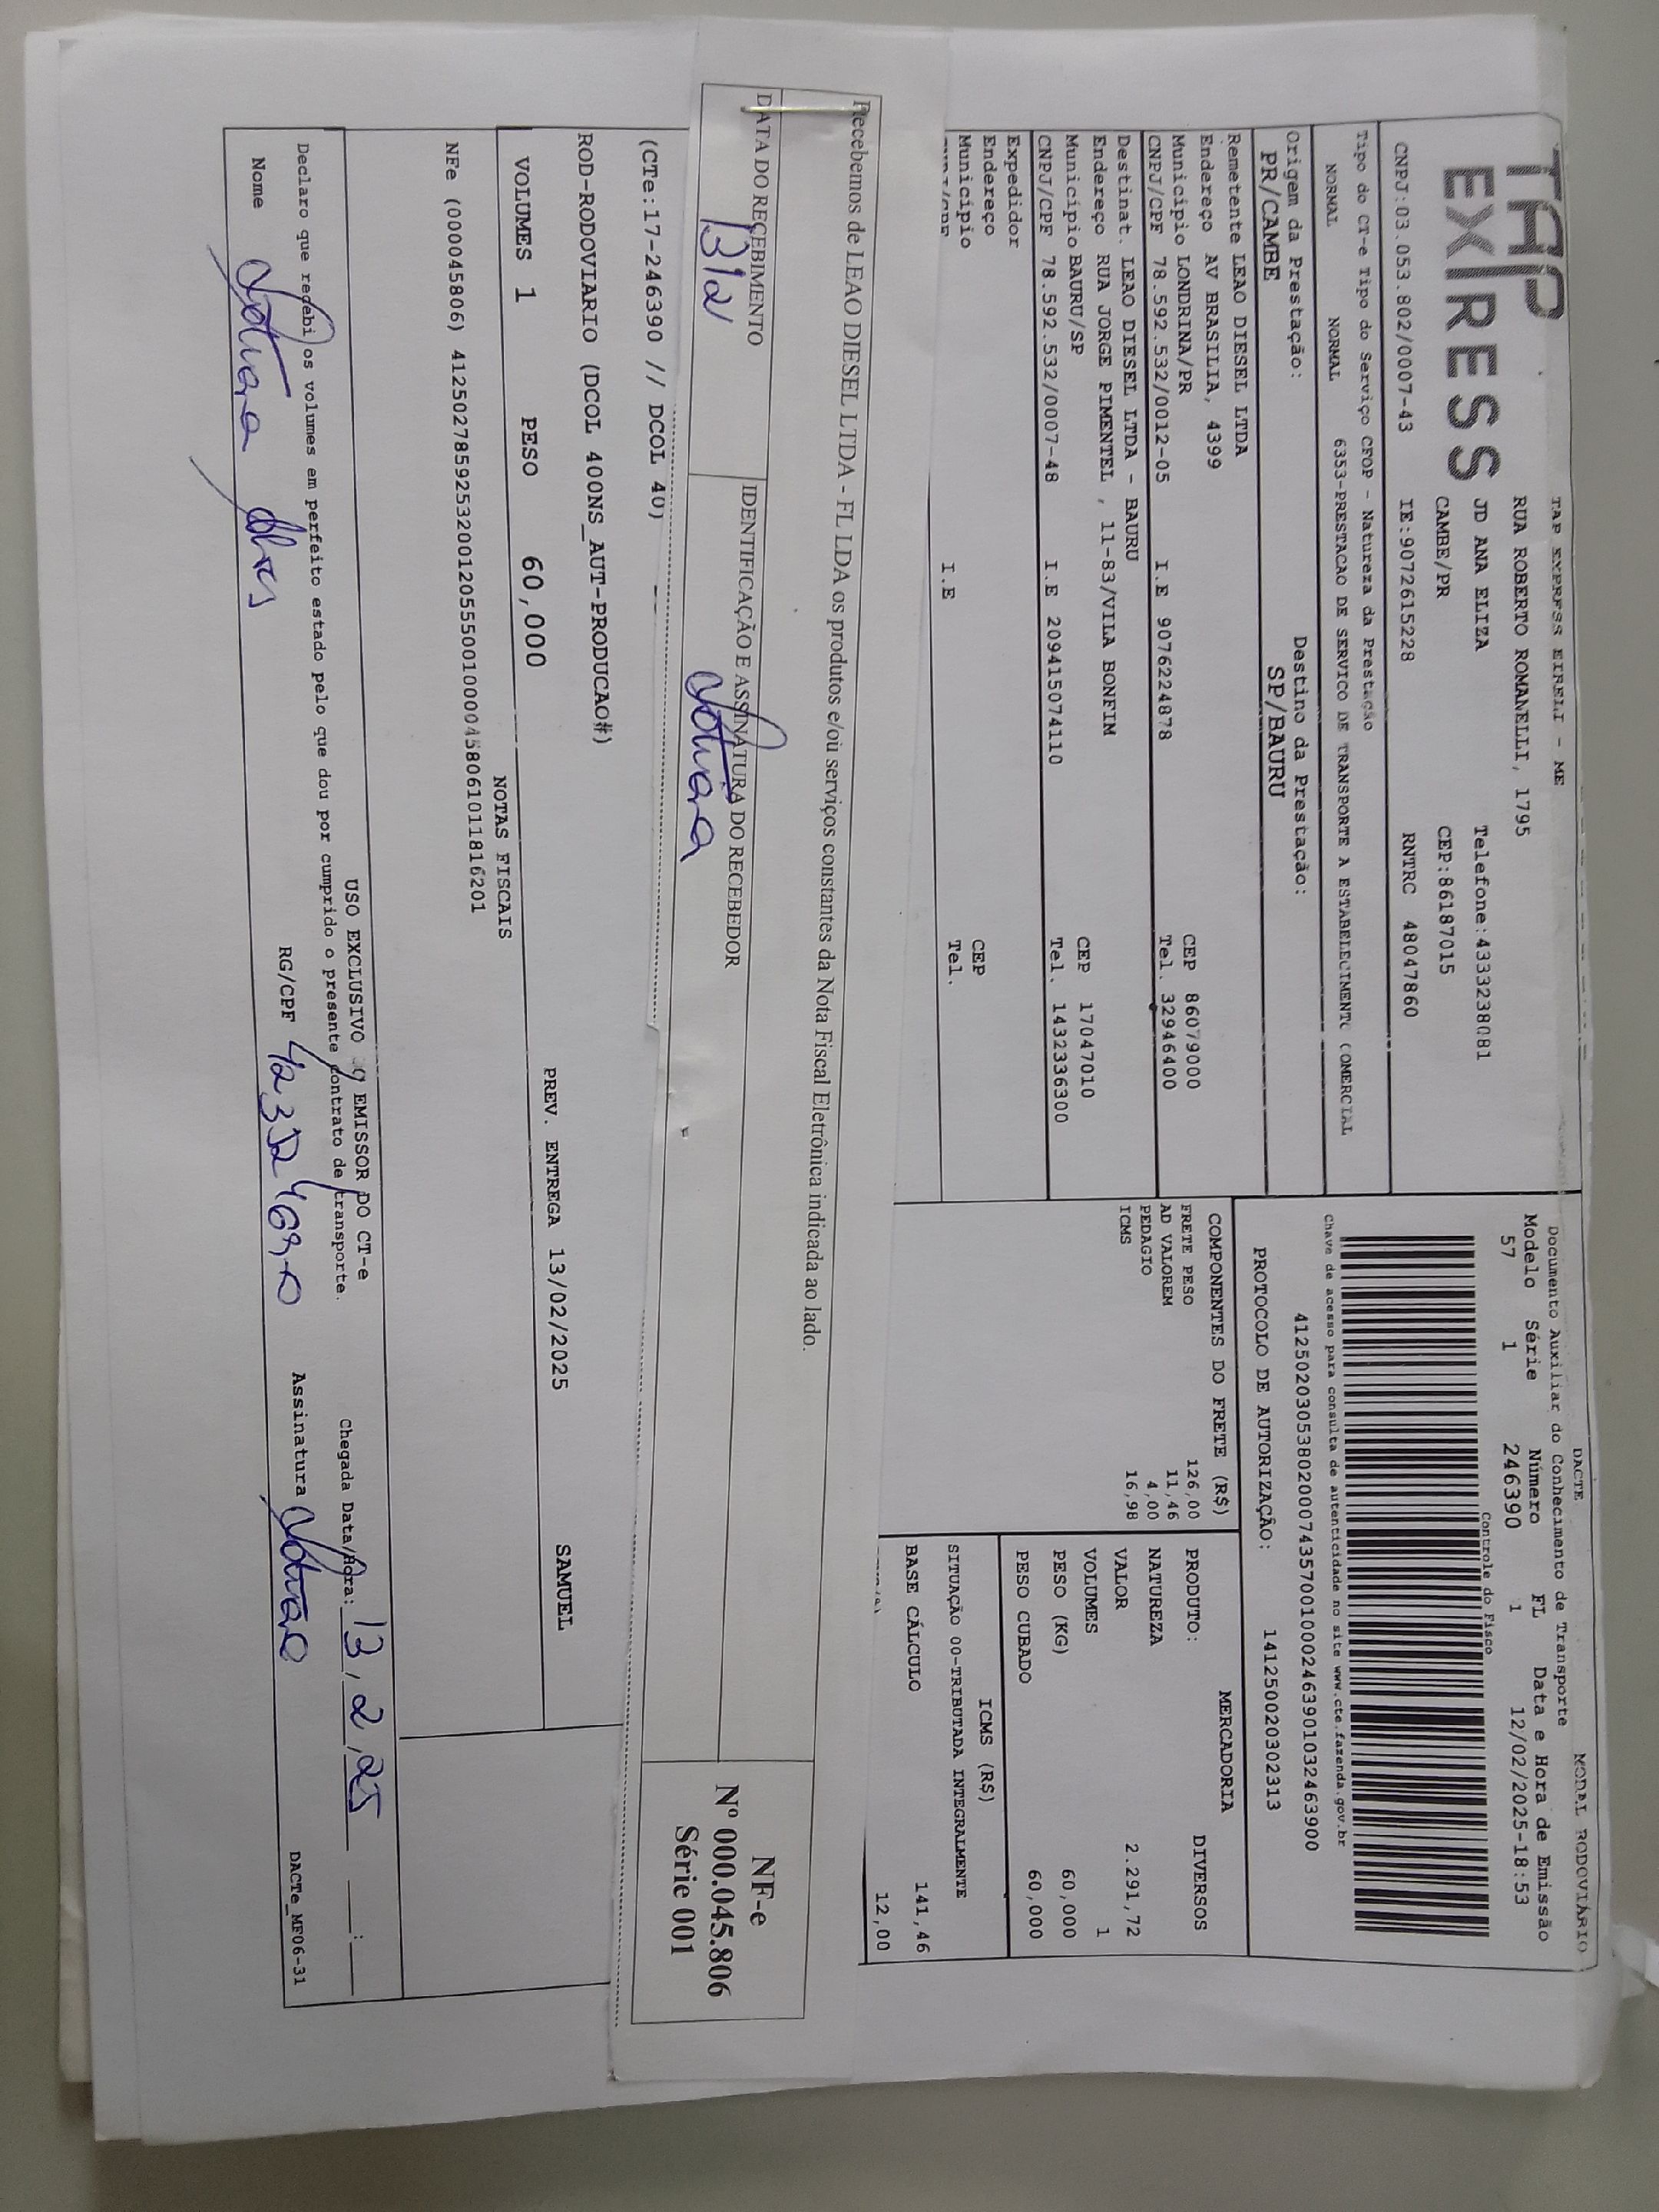 TAP
EXPRESS
TAP EXPRESS EIRELI - ME
RUA ROBERTO ROMANELLI, 1795
JD ANA ELIZA Telefone:4333238081
CAMBE/PR CEP:86187015
CNPJ:03.053.802/0007-43 IE:9072615228 RNTRC 48047860
Tipo do CT-e Tipo do Serviço CFOP - Natureza da Prestação
NORMAL NORMAL 6353-PRESTACAO DE SERVICO DE TRANSPORTE A ESTABELECIMENTO COMERCIAL
Origem da Prestação: Destino da Prestação:
PR/CAMBE SP/BAURU
Remetente LEAO DIESEL LTDA
Endereço AV BRASILIA, 4399 CEP 86079000
Município LONDRINA/PR Tel. 32946400
CNPJ/CPF 78.592.532/0012-05 I.E 9076224878
Destinat. LEAO DIESEL LTDA - BAURU
Endereço RUA JORGE PIMENTEL , 11-83/VILA BONFIM CEP 17047010
Município BAURU/SP Tel. 1432336300
CNPJ/CPF 78.592.532/0007-48 I.E 209415074110
Expedidor
Endereço CEP
Município Tel.
CNPJ/CPF I.E
DACTE MODAL RODOVIÁRIO
Documento Auxiliar do Conhecimento de Transporte
Modelo Série Número FL Data e Hora de Emissão
57 1 246390 1 12/02/2025-18:53
Controle do Fisco
Chave de acesso para consulta de autenticidade no site www.cte.fazenda.gov.br
41250203053802000743570010002463901032463900
PROTOCOLO DE AUTORIZAÇÃO: 141250020302313
COMPONENTES DO FRETE (R$)
FRETE PESO 126,00
AD VALOREM 11,46
PEDAGIO 4,00
ICMS 16,98
MERCADORIA
PRODUTO: DIVERSOS
NATUREZA
VALOR 2.291,72
VOLUMES 1
PESO (KG) 60,000
PESO CUBADO 60,000
ICMS (R$)
SITUAÇÃO 00-TRIBUTADA INTEGRALMENTE
BASE CÁLCULO 141,46
12,00
Recebemos de LEAO DIESEL LTDA - FL LDA os produtos e/ou serviços constantes da Nota Fiscal Eletrônica indicada ao lado.
DATA DO RECEBIMENTO IDENTIFICAÇÃO E ASSINATURA DO RECEBEDOR
13/2
NF-e
Nº 000.045.806
Série 001
(CTe:17-246390 // DCOL 40)
ROD-RODOVIARIO (DCOL 400NS_AUT-PRODUCAO#)
VOLUMES 1 PESO 60,000 PREV. ENTREGA 13/02/2025 SAMUEL
NOTAS FISCAIS
NFe (000045806) 41250278592532001205550010000458061011816201
USO EXCLUSIVO EMISSOR DO CT-e
Declaro que recebi os volumes em perfeito estado pelo que dou por cumprido o presente contrato de transporte. Chegada Data/Hora: 13, 2, 25 :
Nome RG/CPF Assinatura
DACTe_MF06-31